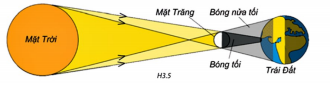 Mặt Trời
Mặt Trăng
Bóng nửa tối
Bóng tối
Trái Đất
H3.5